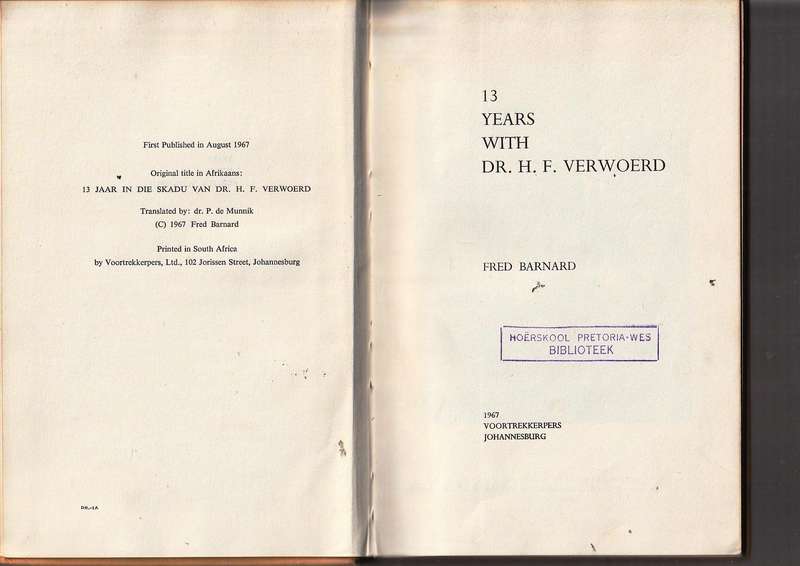 First Published in August 1967
Original title in Afrikaans:
13 JAAR IN DIE SKADU VAN DR. H. F. VERWOERD
Translated by: dr. P. de Munnik
(C) 1967 Fred Barnard
Printed in South Africa
by Voortrekkerpers, Ltd., 102 Jorissen Street, Johannesburg
DR.-1A
13
YEARS
WITH
DR. H. F. VERWOERD
FRED BARNARD
HOËRSKOOL PRETORIA-WES
BIBLIOTEEK
1967
VOORTREKKERPERS
JOHANNESBURG